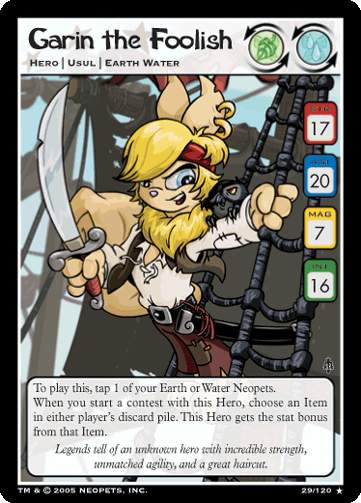 Garin the Foolish
Hero | Usul | Earth Water
17
20
MAG
7
INT
16
To play this, tap 1 of your Earth or Water Neopets.
When you start a contest with this Hero, choose an Item
in either player's discard pile. This Hero gets the stat bonus
from that Item.
Legends tell of an unknown hero with incredible strength,
unmatched agility, and a great haircut.
TM & © 2005 NEOPETS, INC.
29/120 ★